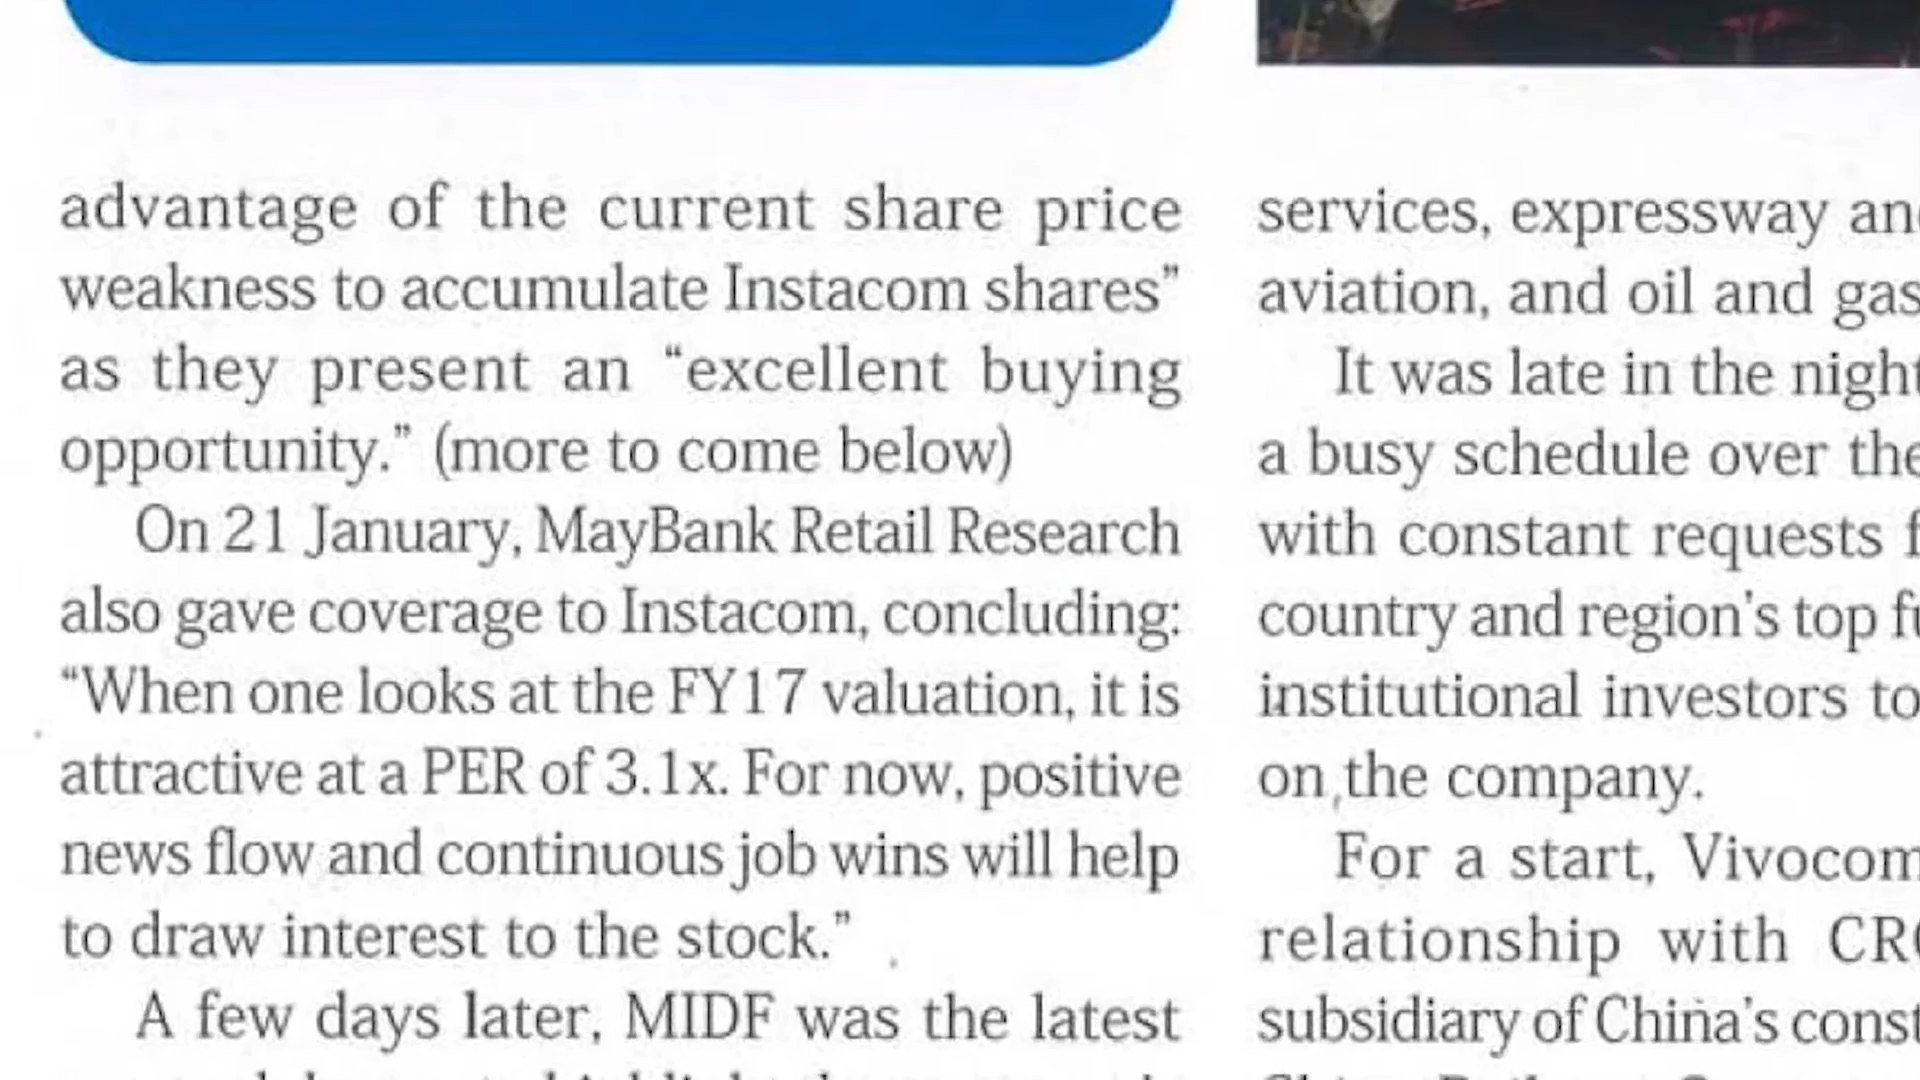 advantage of the current share price
weakness to accumulate Instacom shares”
as they present an “excellent buying
opportunity.” (more to come below)
On 21 January, MayBank Retail Research
also gave coverage to Instacom, concluding:
“When one looks at the FY17 valuation, it is
attractive at a PER of 3.1x. For now, positive
news flow and continuous job wins will help
to draw interest to the stock.”
A few days later, MIDF was the latest
services, expressway
aviation, and oil and gas
It was late in the night
a busy schedule over the
with constant requests
country and region's top
institutional investors to
on the company.
For a start, Vivocom
relationship with
subsidiary of China's